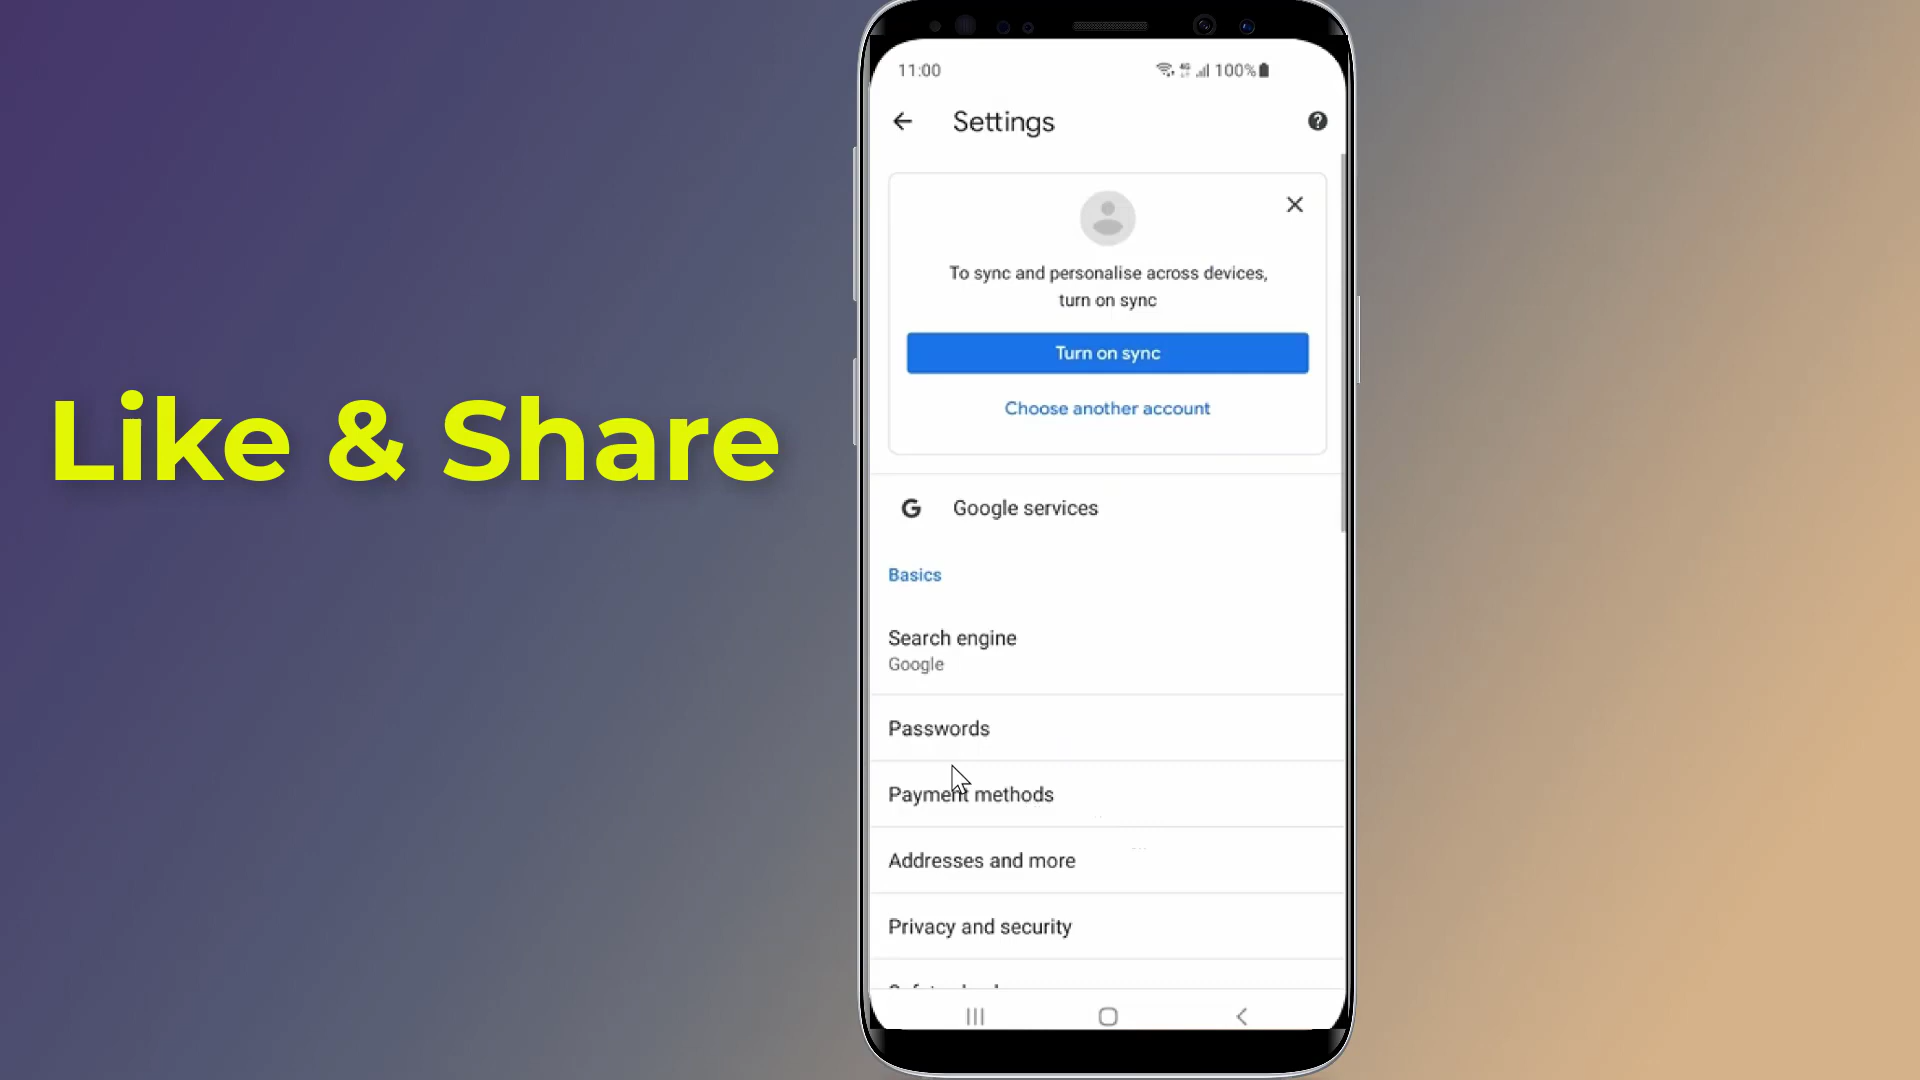 Like & Share
11:00
100%
Settings
To sync and personalise across devices,
turn on sync
Turn on sync
Choose another account
Google services
Basics
Search engine
Google
Passwords
Payment methods
Addresses and more
Privacy and security